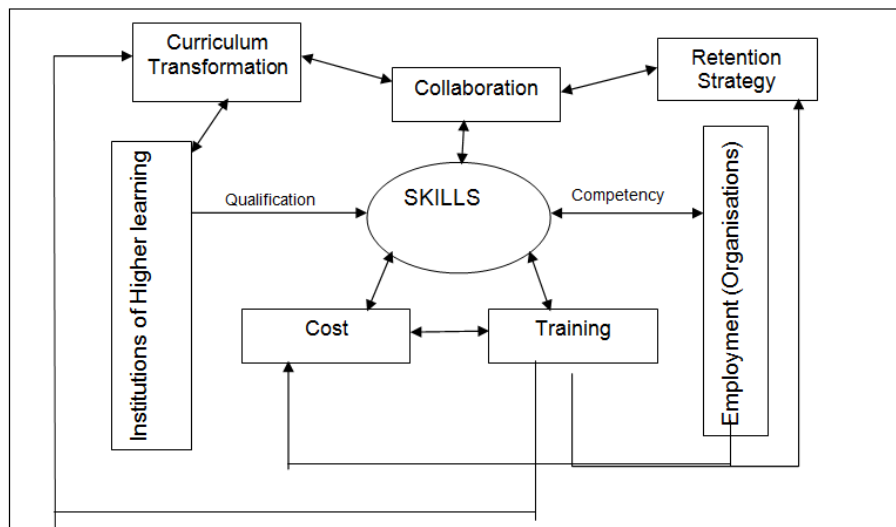 Curriculum
Transformation
Collaboration
Retention
Strategy
Institutions of Higher learning
Qualification
SKILLS
Competency
Employment (Organisations)
Cost
Training